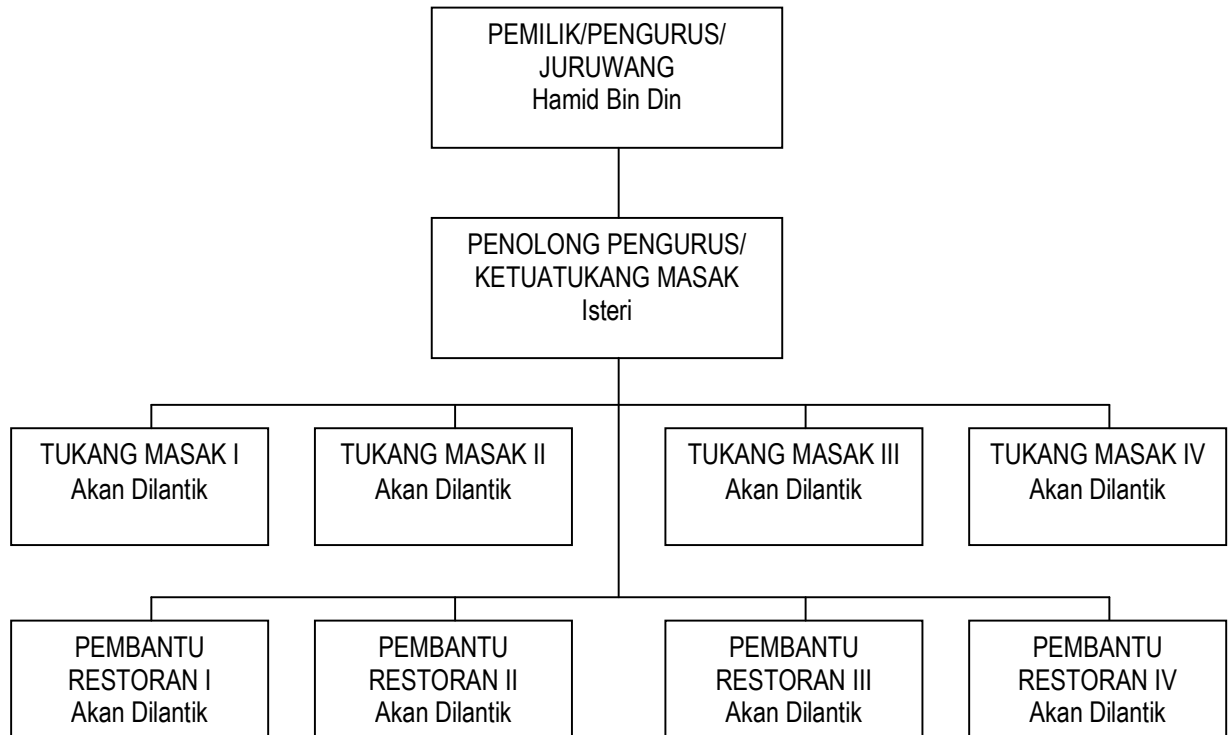 PEMILIK/PENGURUS/
JURUWANG
Hamid Bin Din
PENOLONG PENGURUS/
KETUATUKANG MASAK
Isteri
TUKANG MASAK I
Akan Dilantik
TUKANG MASAK II
Akan Dilantik
TUKANG MASAK III
Akan Dilantik
TUKANG MASAK IV
Akan Dilantik
PEMBANTU
RESTORAN I
Akan Dilantik
PEMBANTU
RESTORAN II
Akan Dilantik
PEMBANTU
RESTORAN III
Akan Dilantik
PEMBANTU
RESTORAN IV
Akan Dilantik